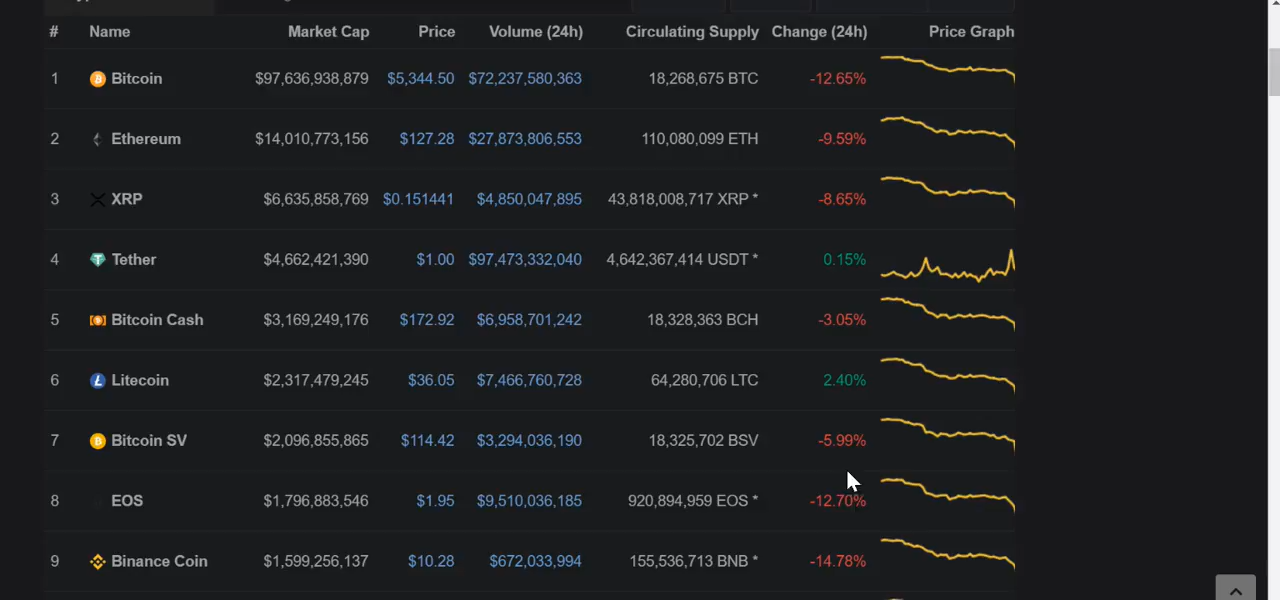 # Name Market Cap Price Volume (24h) Circulating Supply Change (24h) Price Graph
1 Bitcoin $97,636,938,879 $5,344.50 $72,237,580,363 18,268,675 BTC -12.65%
2 Ethereum $14,010,773,156 $127.28 $27,873,806,553 110,080,099 ETH -9.59%
3 XRP $6,635,858,769 $0.151441 $4,850,047,895 43,818,008,717 XRP * -8.65%
4 Tether $4,662,421,390 $1.00 $97,473,332,040 4,642,367,414 USDT * 0.15%
5 Bitcoin Cash $3,169,249,176 $172.92 $6,958,701,242 18,328,363 BCH -3.05%
6 Litecoin $2,317,479,245 $36.05 $7,466,760,728 64,280,706 LTC 2.40%
7 Bitcoin SV $2,096,855,865 $114.42 $3,294,036,190 18,325,702 BSV -5.99%
8 EOS $1,796,883,546 $1.95 $9,510,036,185 920,894,959 EOS * -12.70%
9 Binance Coin $1,599,256,137 $10.28 $672,033,994 155,536,713 BNB * -14.78%